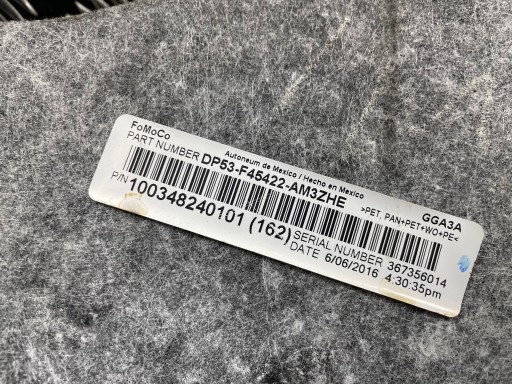 FoMoCo
Autoneum de Mexico / Hecho en Mexico
GGA3A
PART NUMBER DP53-F45422-AM3ZHE
>PET, PAN+PET+WO+PE<
P/N 100348240101 (162)
SERIAL NUMBER 367356014
DATE 6/06/2016 4:30:35pm